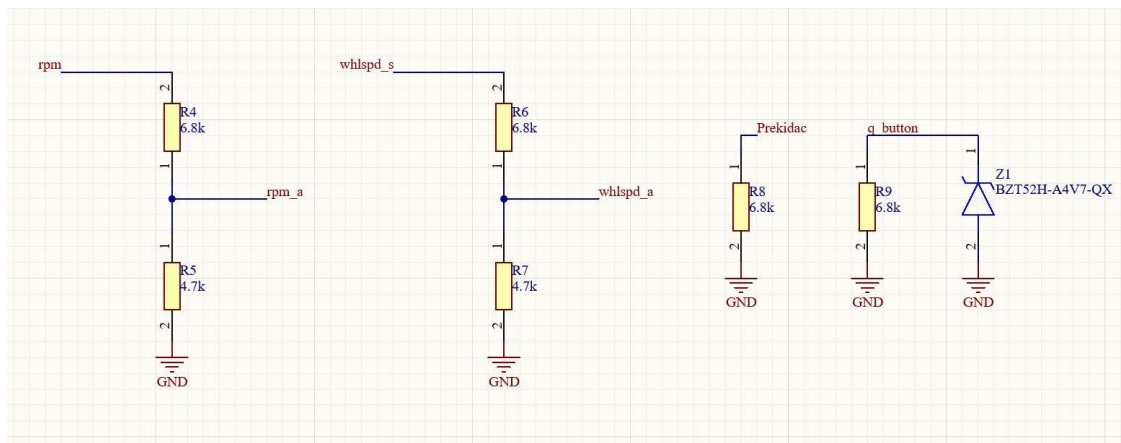 rpm
2
R4
6.8k
1
rpm_a
1
R5
4.7k
2
GND
whlspd_s
2
R6
6.8k
1
whlspd_a
1
R7
4.7k
2
GND
Prekidac
1
R8
6.8k
2
GND
q_button
1
R9
6.8k
2
GND
1
Z1
BZT52H-A4V7-QX
2
GND